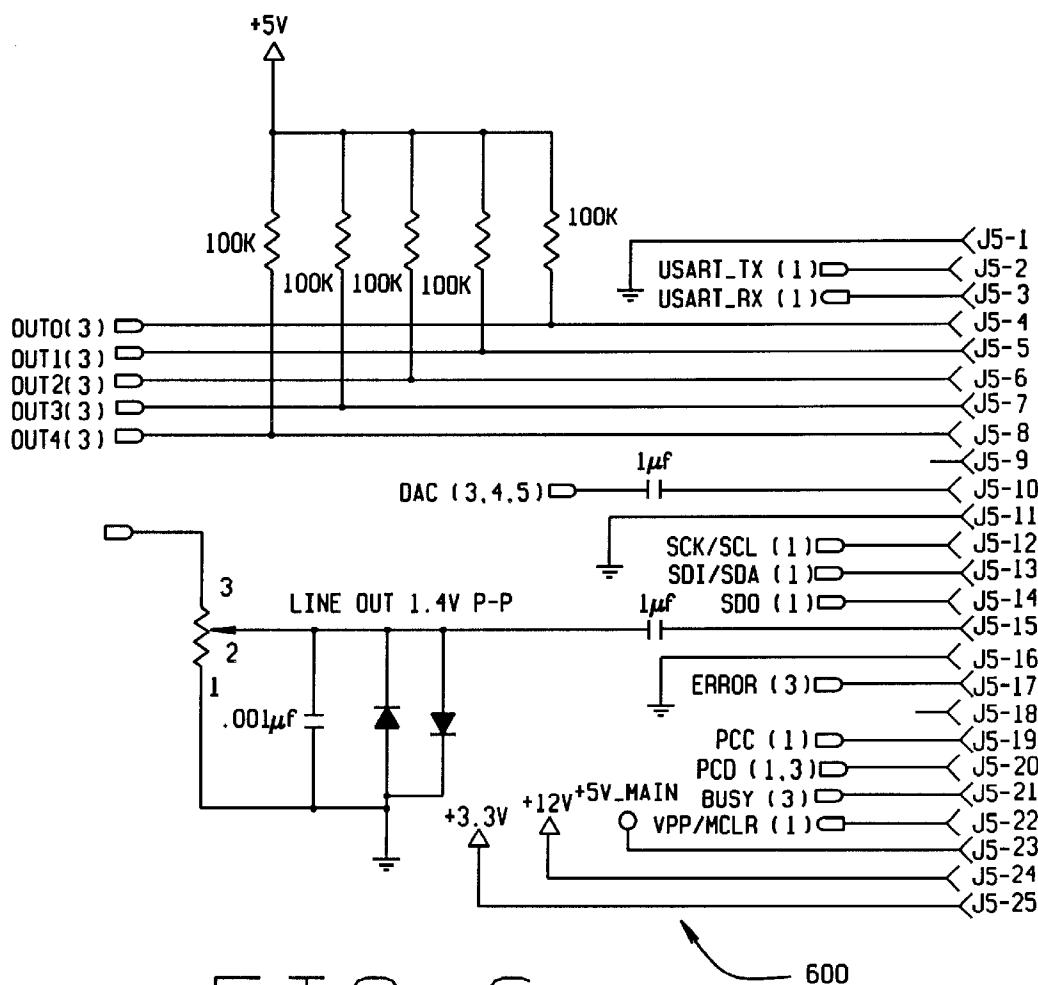 +5V
100K
100K
100K 100K 100K
J5-1
USART_TX (1) J5-2
USART_RX (1) J5-3
OUT0(3) J5-4
OUT1(3) J5-5
OUT2(3) J5-6
OUT3(3) J5-7
OUT4(3) J5-8
1µf J5-9
DAC (3,4,5) J5-10
J5-11
SCK/SCL (1) J5-12
SDI/SDA (1) J5-13
3 LINE OUT 1.4V P-P 1µf SDO (1) J5-14
J5-15
2 J5-16
1 ERROR (3) J5-17
.001µf J5-18
PCC (1) J5-19
PCD (1,3) J5-20
+3.3V +12V +5V_MAIN BUSY (3) J5-21
VPP/MCLR (1) J5-22
J5-23
J5-24
J5-25
600